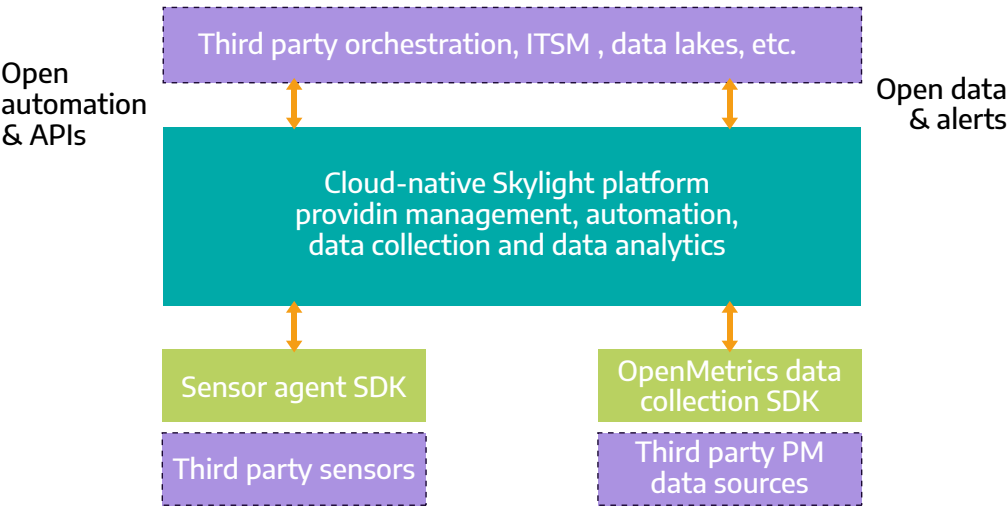 Third party orchestration, ITSM , data lakes, etc.
Open
automation
& APIs
Open data
& alerts
Cloud-native Skylight platform
providin management, automation,
data collection and data analytics
Sensor agent SDK
OpenMetrics data
collection SDK
Third party sensors
Third party PM
data sources